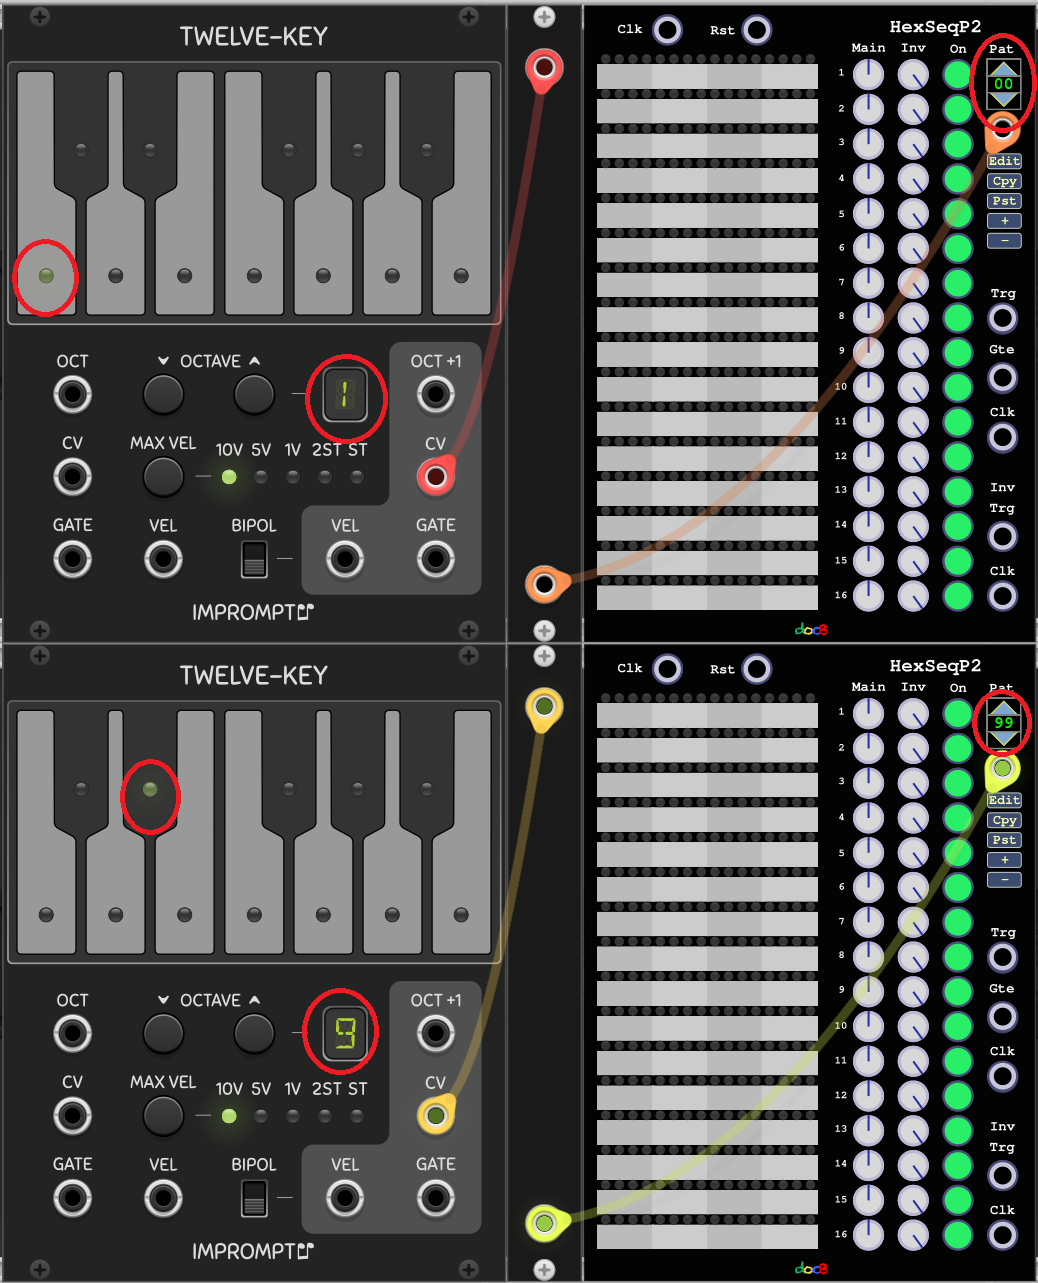 TWELVE-KEY
OCT
OCTAVE
1
OCT +1
CV
MAX VEL
10V 5V 1V 2ST ST
CV
GATE
VEL
BIPOL
VEL
GATE
IMPROMPTU
Clk
Rst
HexSeqP2
Main Inv On Pat
1
00
2
3
Edit
4
Cpy
5
Pst
+
6
−
7
Trg
8
Gte
9
10
Clk
11
12
13
Inv
14
Trg
15
Clk
16
docB
TWELVE-KEY
OCT
OCTAVE
9
OCT +1
CV
MAX VEL
10V 5V 1V 2ST ST
CV
GATE
VEL
BIPOL
VEL
GATE
IMPROMPTU
Clk
Rst
HexSeqP2
Main Inv On Pat
1
99
2
3
Edit
4
Cpy
5
Pst
+
6
−
7
Trg
8
Gte
9
10
Clk
11
12
13
Inv
14
Trg
15
Clk
16
docB